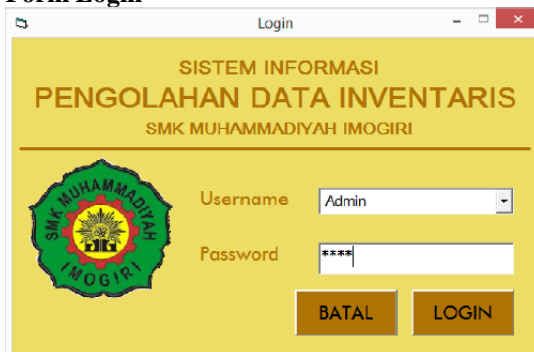 Form Login
Login
SISTEM INFORMASI
PENGOLAHAN DATA INVENTARIS
SMK MUHAMMADIYAH IMOGIRI
SMK MUHAMMADIYAH
IMOGIRI
Username
Admin
Password
****
BATAL
LOGIN